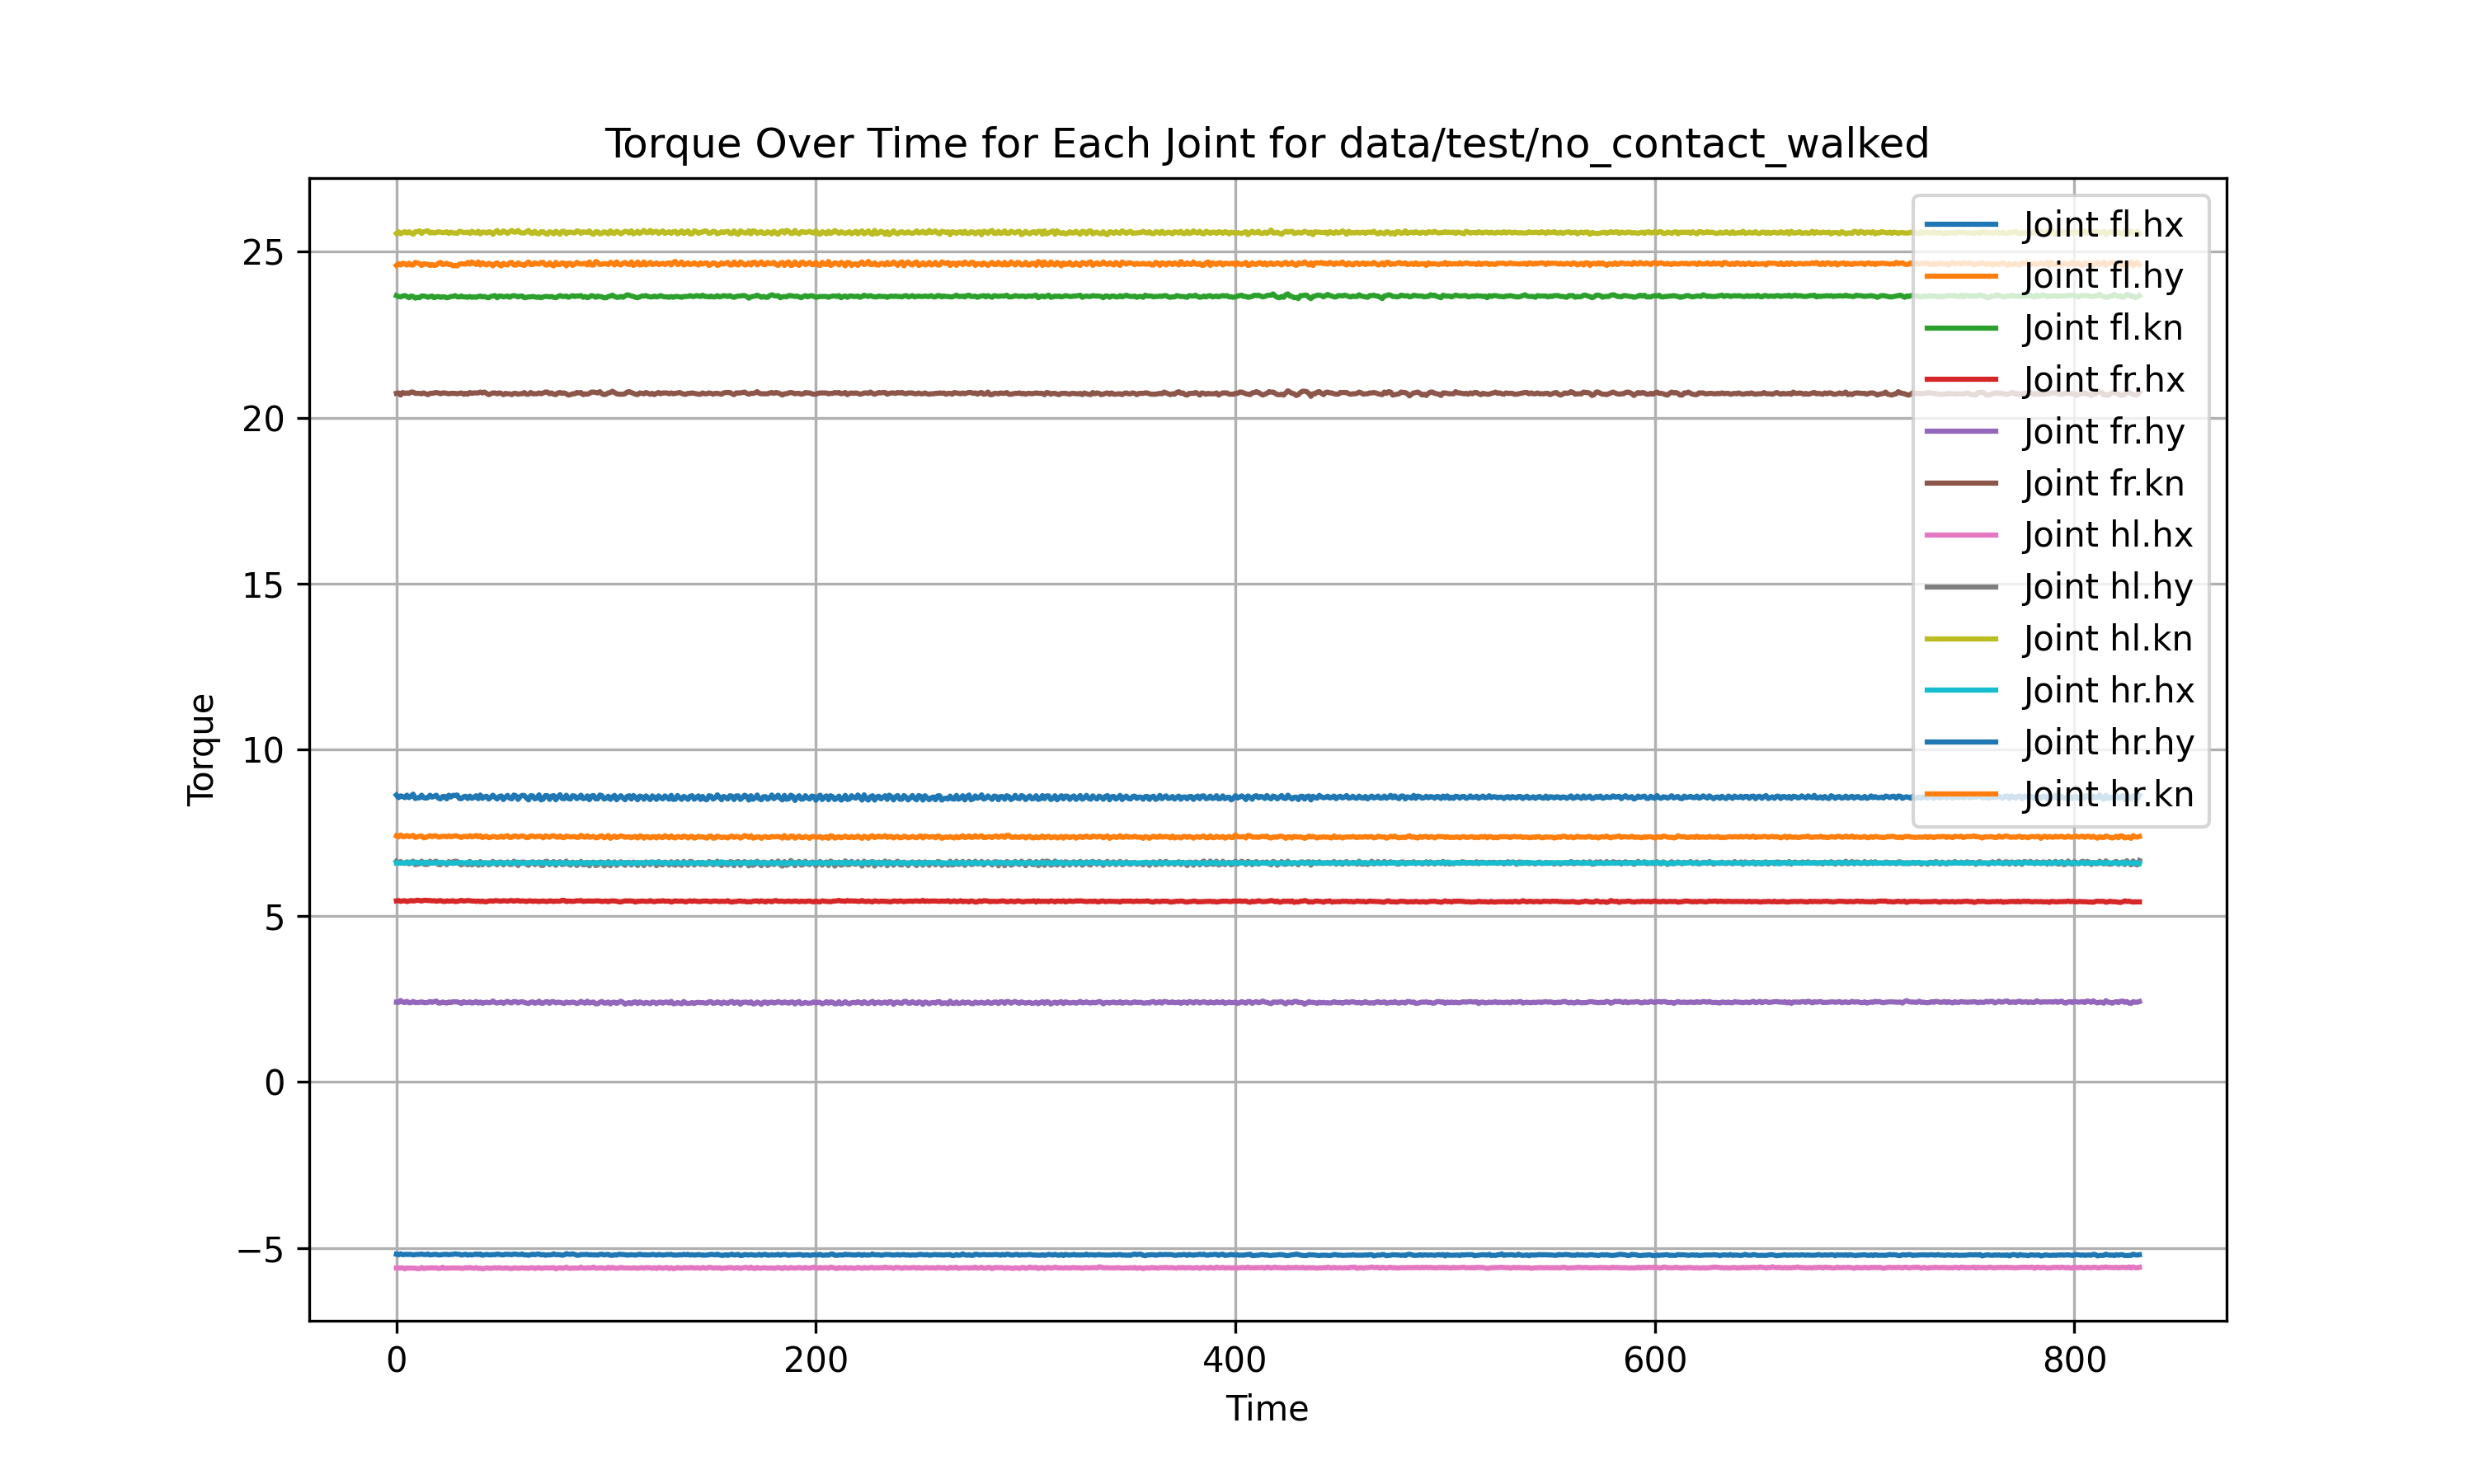 Torque Over Time for Each Joint for data/test/no_contact_walked
25
20
15
10
5
0
−5
Torque
Joint fl.hx
Joint fl.hy
Joint fl.kn
Joint fr.hx
Joint fr.hy
Joint fr.kn
Joint hl.hx
Joint hl.hy
Joint hl.kn
Joint hr.hx
Joint hr.hy
Joint hr.kn
0 200 400 600 800
Time